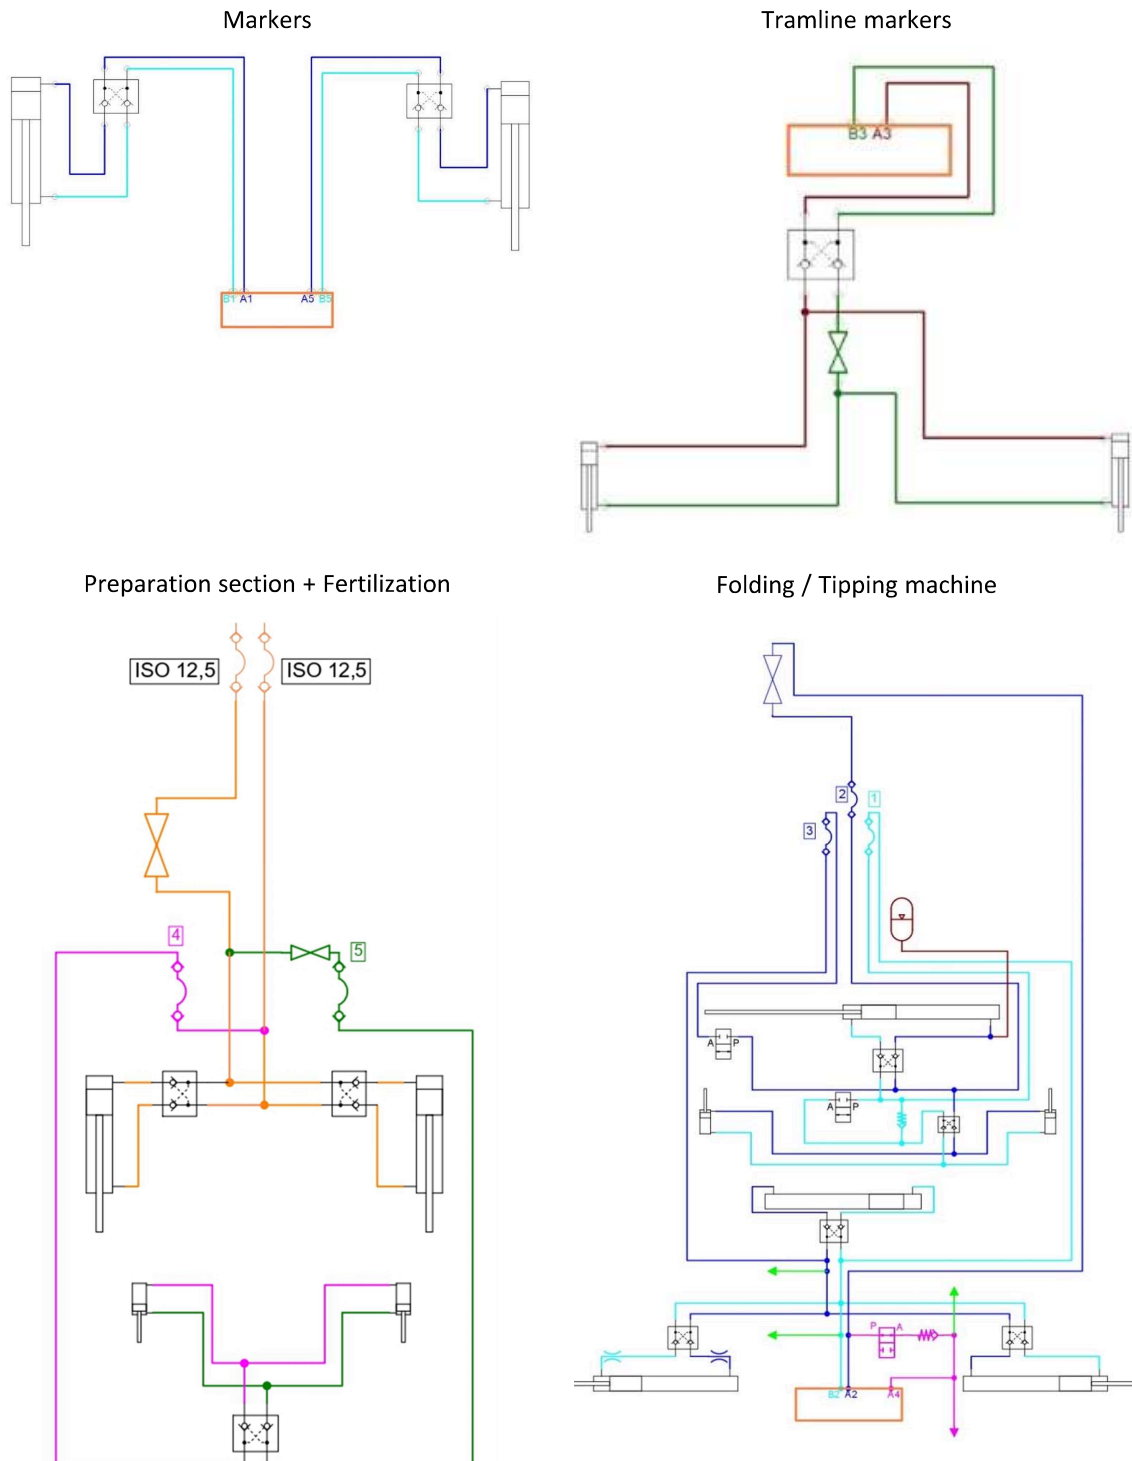 Markers
B1 A1 A5 B5
Tramline markers
B3 A3
Preparation section + Fertilization
ISO 12,5 ISO 12,5
4
5
Folding / Tipping machine
2
1
3
A P
A P
P A
B2 A2 A4